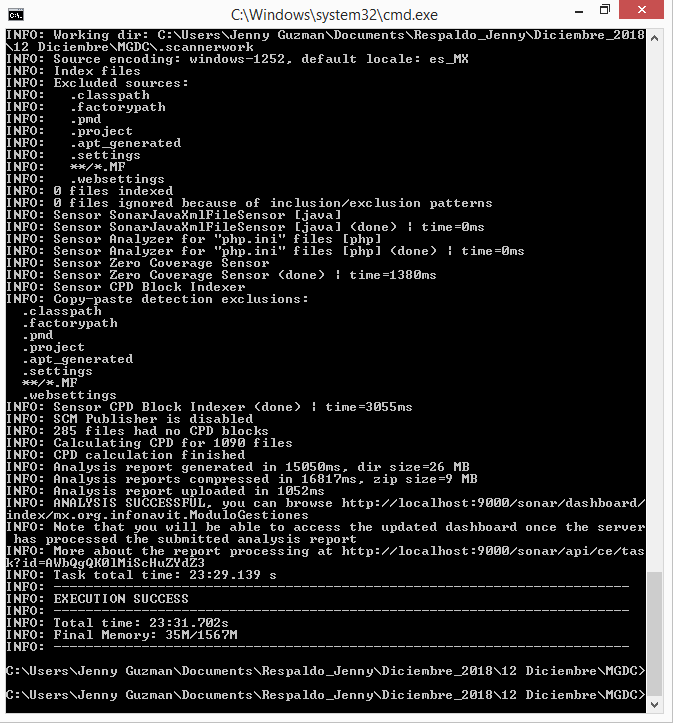 C:\Windows\system32\cmd.exe
INFO: Working dir: C:\Users\Jenny Guzman\Documents\Respaldo_Jenny\Diciembre_2018
\12 Diciembre\MGDC\.scannerwork
INFO: Source encoding: windows-1252, default locale: es_MX
INFO: Index files
INFO: Excluded sources:
INFO:   .classpath
INFO:   .factorypath
INFO:   .pmd
INFO:   .project
INFO:   .apt_generated
INFO:   .settings
INFO:   **/*.MF
INFO:   .websettings
INFO: 0 files indexed
INFO: 0 files ignored because of inclusion/exclusion patterns
INFO: Sensor SonarJavaXmlFileSensor [java]
INFO: Sensor SonarJavaXmlFileSensor [java] (done) | time=0ms
INFO: Sensor Analyzer for "php.ini" files [php]
INFO: Sensor Analyzer for "php.ini" files [php] (done) | time=0ms
INFO: Sensor Zero Coverage Sensor
INFO: Sensor Zero Coverage Sensor (done) | time=1380ms
INFO: Sensor CPD Block Indexer
INFO: Copy-paste detection exclusions:
  .classpath
  .factorypath
  .pmd
  .project
  .apt_generated
  .settings
  **/*.MF
  .websettings
INFO: Sensor CPD Block Indexer (done) | time=3055ms
INFO: SCM Publisher is disabled
INFO: 285 files had no CPD blocks
INFO: Calculating CPD for 1090 files
INFO: CPD calculation finished
INFO: Analysis report generated in 15050ms, dir size=26 MB
INFO: Analysis reports compressed in 16817ms, zip size=9 MB
INFO: Analysis report uploaded in 1052ms
INFO: ANALYSIS SUCCESSFUL, you can browse http://localhost:9000/sonar/dashboard/
index/mx.org.infonavit.ModuloGestiones
INFO: Note that you will be able to access the updated dashboard once the server
 has processed the submitted analysis report
INFO: More about the report processing at http://localhost:9000/sonar/api/ce/tas
k?id=AWbQgQK0lMiScHuZYdZ3
INFO: Task total time: 23:29.139 s
INFO: ------------------------------------------------------------------------
INFO: EXECUTION SUCCESS
INFO: ------------------------------------------------------------------------
INFO: Total time: 23:31.702s
INFO: Final Memory: 35M/1567M
INFO: ------------------------------------------------------------------------
C:\Users\Jenny Guzman\Documents\Respaldo_Jenny\Diciembre_2018\12 Diciembre\MGDC>
C:\Users\Jenny Guzman\Documents\Respaldo_Jenny\Diciembre_2018\12 Diciembre\MGDC>